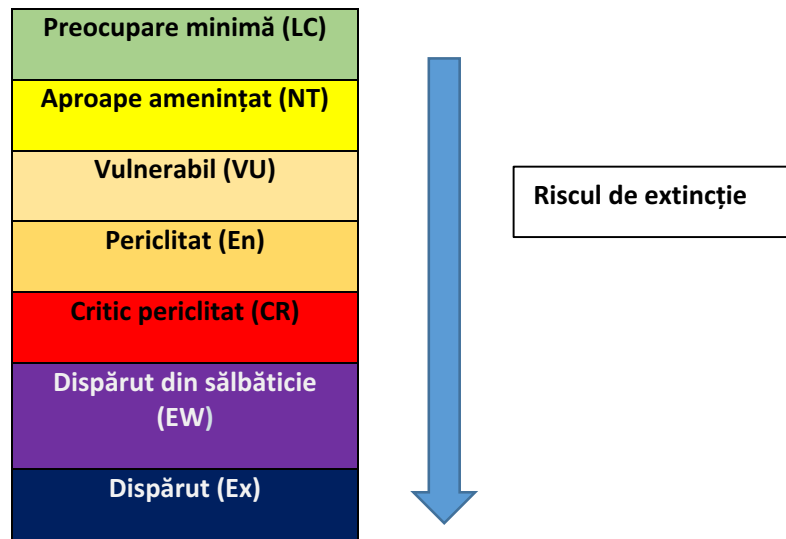 Preocupare minimă (LC)
Aproape amenințat (NT)
Vulnerabil (VU)
Periclitat (En)
Critic periclitat (CR)
Dispărut din sălbăticie
(EW)
Dispărut (Ex)
Riscul de extincție